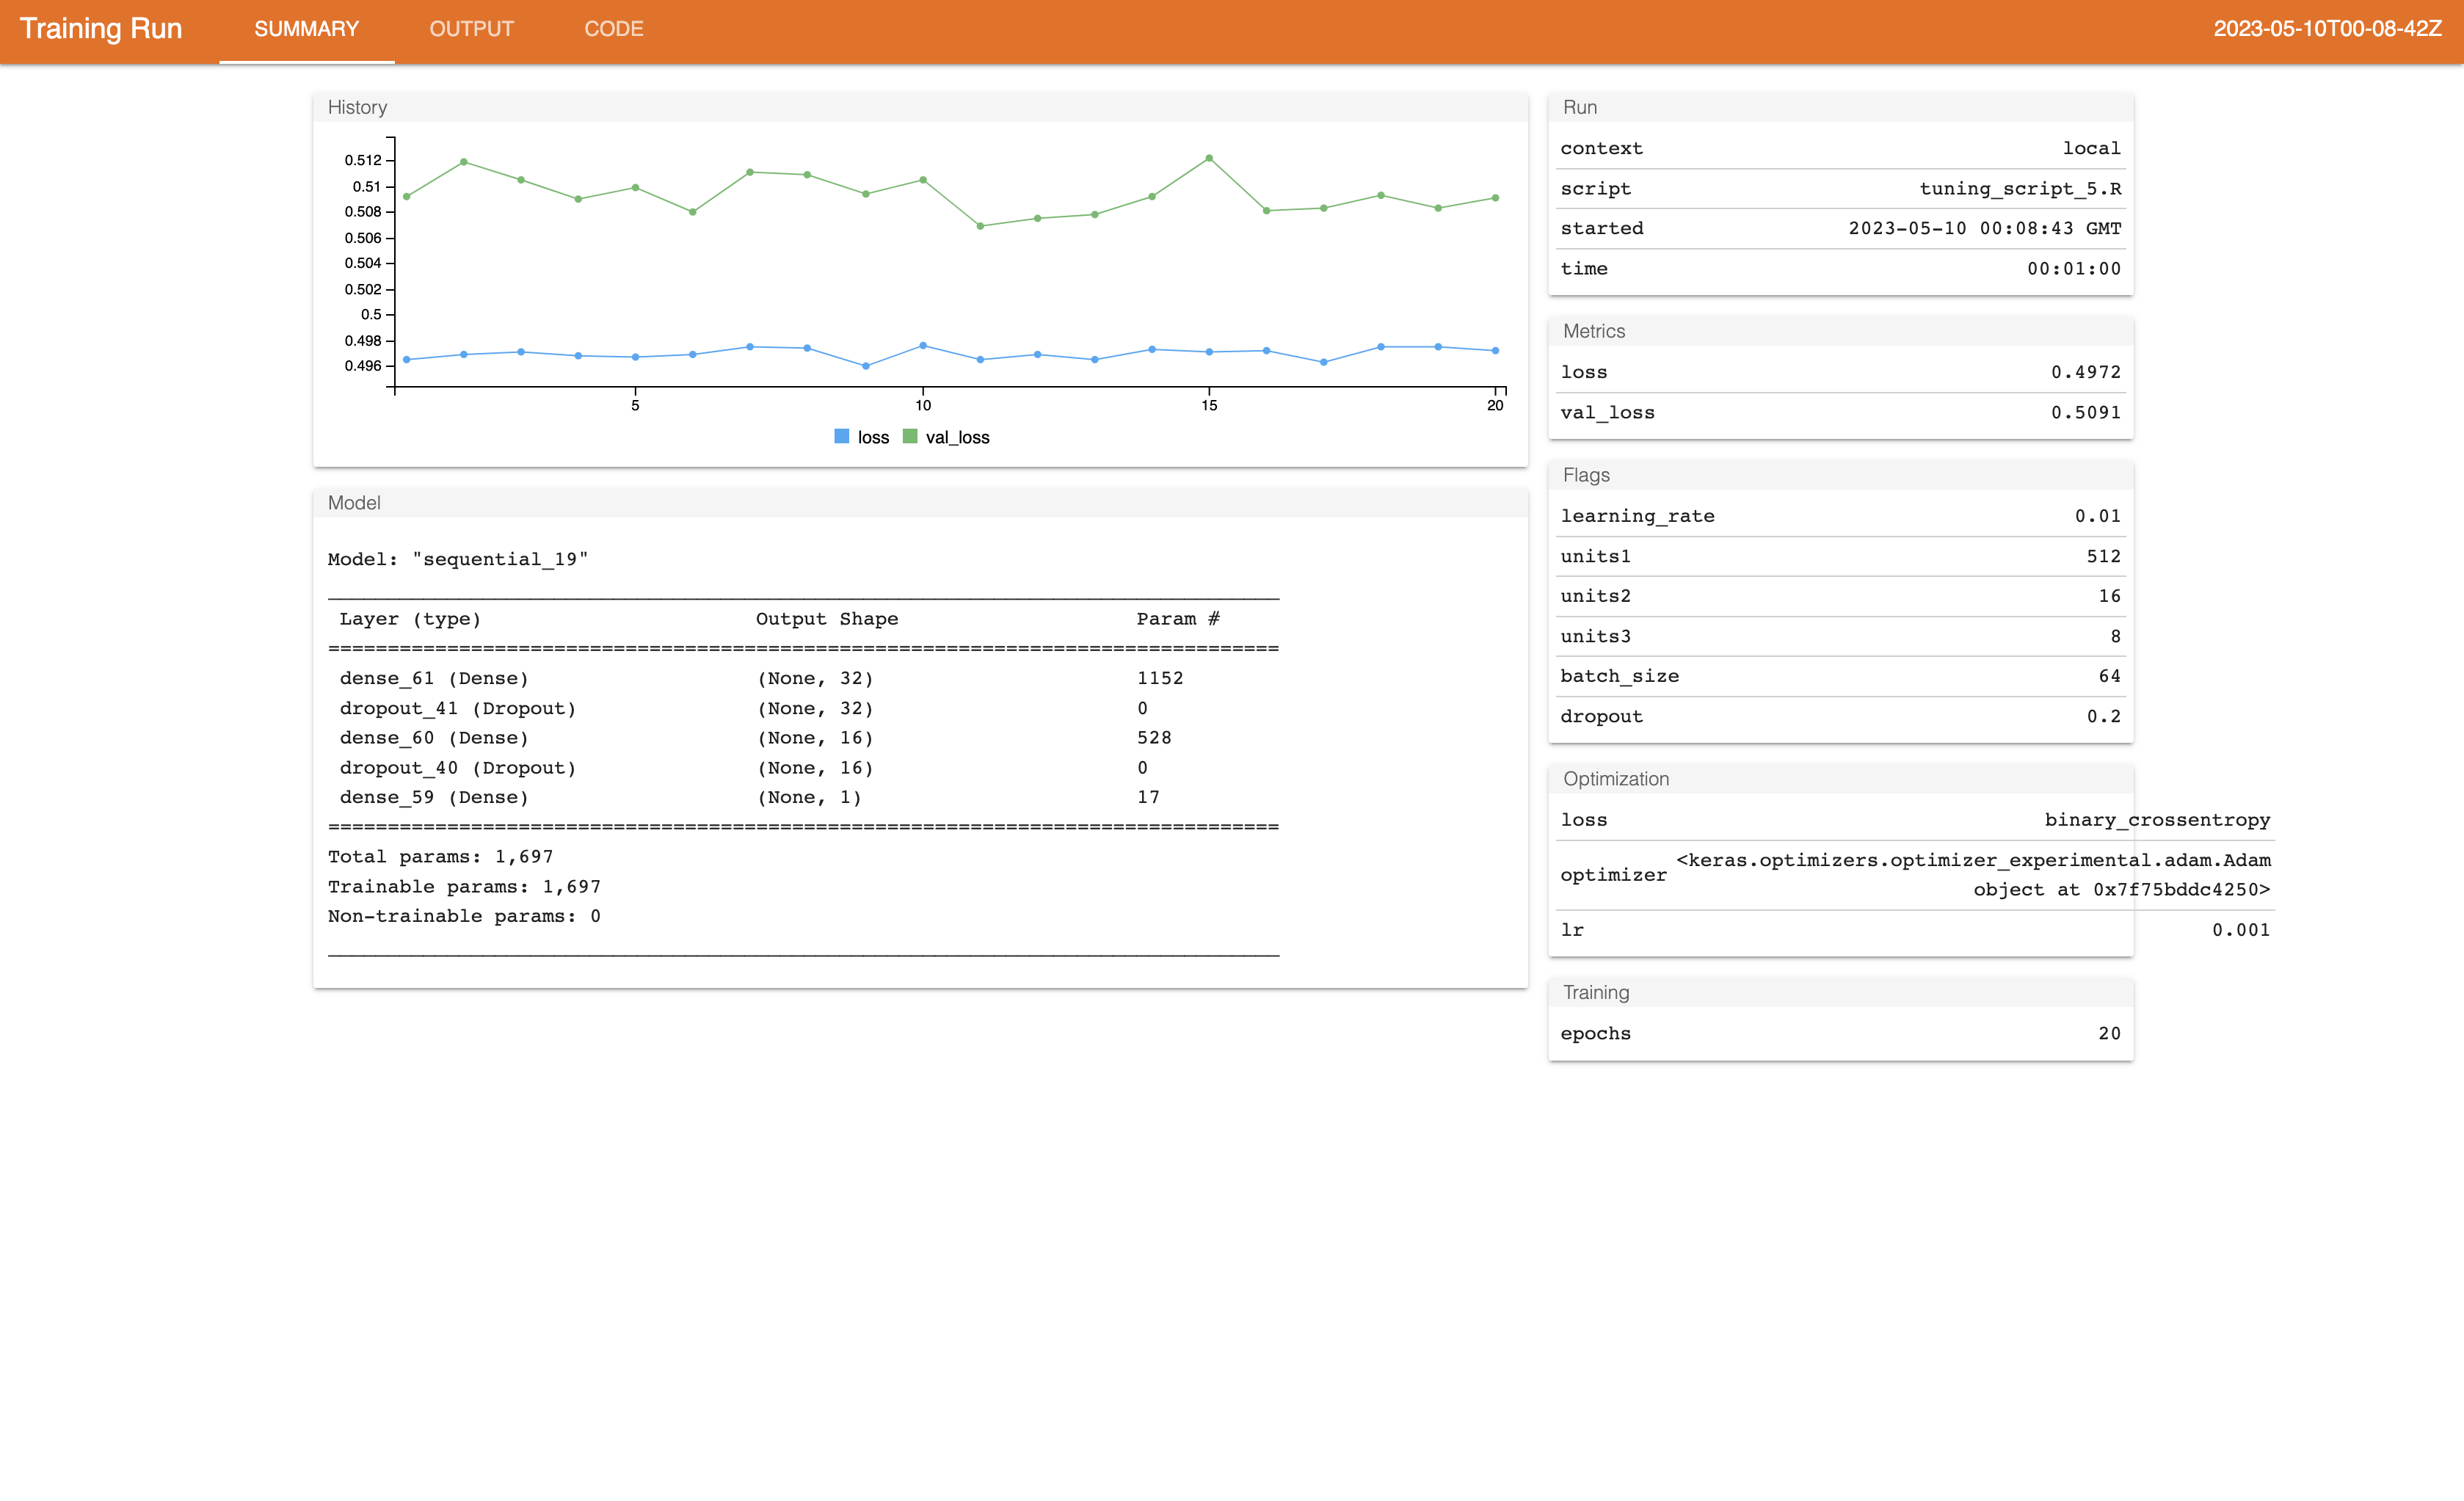 Training Run SUMMARY OUTPUT CODE 2023-05-10T00-08-42Z
History
0.512
0.51
0.508
0.506
0.504
0.502
0.5
0.498
0.496
5 10 15 20
loss val_loss
Model
Model: "sequential_19"
Layer (type) Output Shape Param #
================================================================================
dense_61 (Dense) (None, 32) 1152
dropout_41 (Dropout) (None, 32) 0
dense_60 (Dense) (None, 16) 528
dropout_40 (Dropout) (None, 16) 0
dense_59 (Dense) (None, 1) 17
================================================================================
Total params: 1,697
Trainable params: 1,697
Non-trainable params: 0
Run
context local
script tuning_script_5.R
started 2023-05-10 00:08:43 GMT
time 00:01:00
Metrics
loss 0.4972
val_loss 0.5091
Flags
learning_rate 0.01
units1 512
units2 16
units3 8
batch_size 64
dropout 0.2
Optimization
loss binary_crossentropy
optimizer <keras.optimizers.optimizer_experimental.adam.Adam
object at 0x7f75bddc4250>
lr 0.001
Training
epochs 20